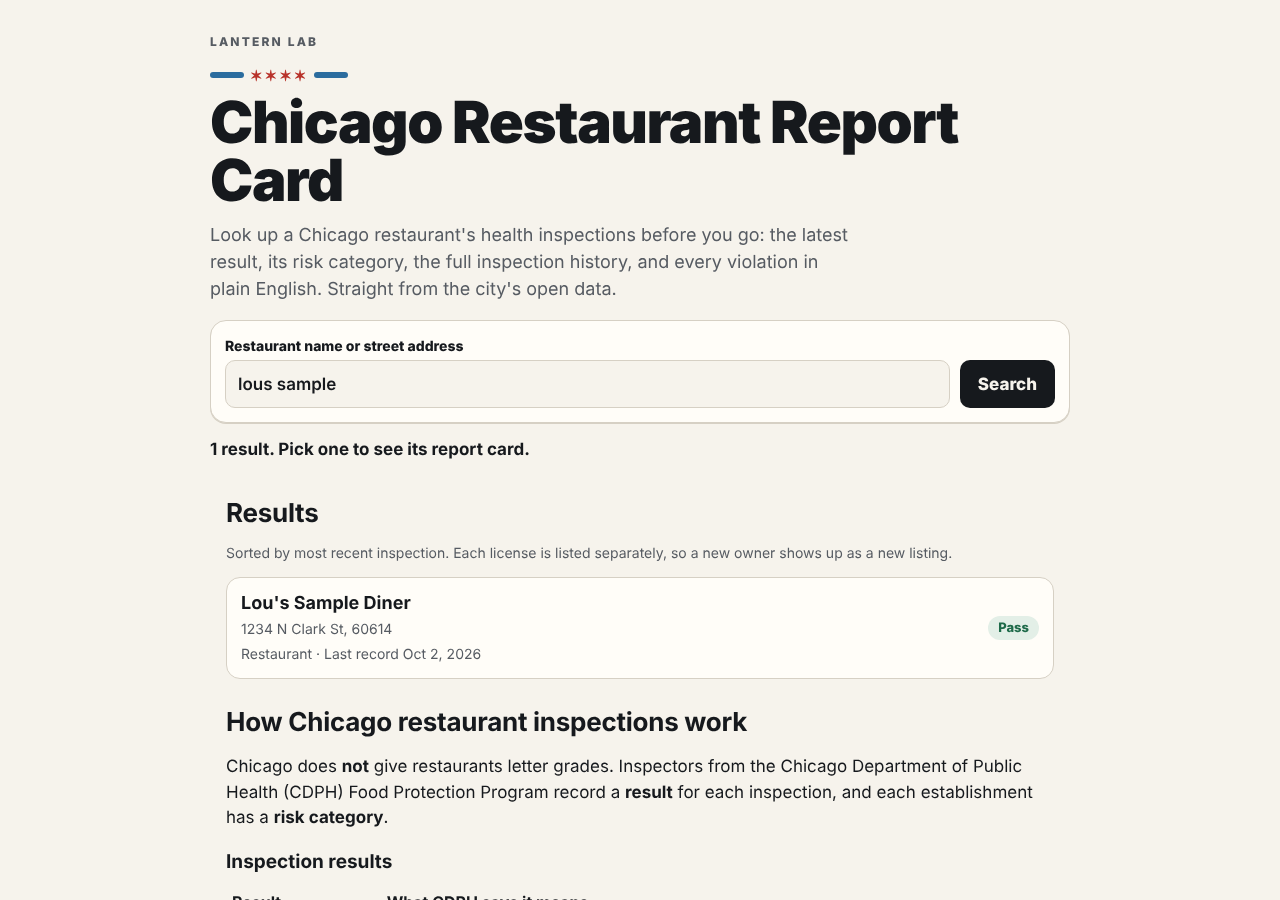 LANTERN LAB
Chicago Restaurant Report
Card
Look up a Chicago restaurant's health inspections before you go: the latest
result, its risk category, the full inspection history, and every violation in
plain English. Straight from the city's open data.
Restaurant name or street address
lous sample
Search
1 result. Pick one to see its report card.
Results
Sorted by most recent inspection. Each license is listed separately, so a new owner shows up as a new listing.
Lou's Sample Diner
1234 N Clark St, 60614
Restaurant · Last record Oct 2, 2026
Pass
How Chicago restaurant inspections work
Chicago does not give restaurants letter grades. Inspectors from the Chicago Department of Public
Health (CDPH) Food Protection Program record a result for each inspection, and each establishment
has a risk category.
Inspection results
Result What CDPH says it means